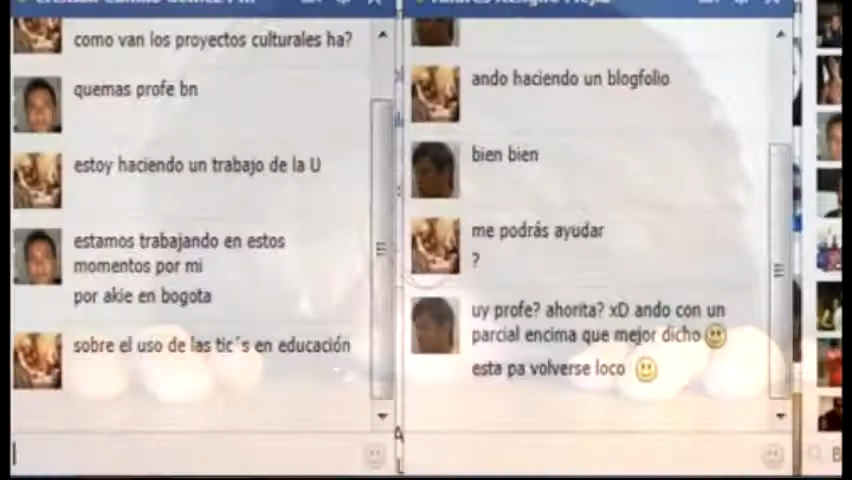 como van los proyectos culturales ha?
quemas profe bn
estoy haciendo un trabajo de la U
estamos trabajando en estos
momentos por mi
por akie en bogota
sobre el uso de las tic´s en educación
ando haciendo un blogfolio
bien bien
me podrás ayudar
?
uy profe? ahorita? xD ando con un
parcial encima que mejor dicho
esta pa volverse loco